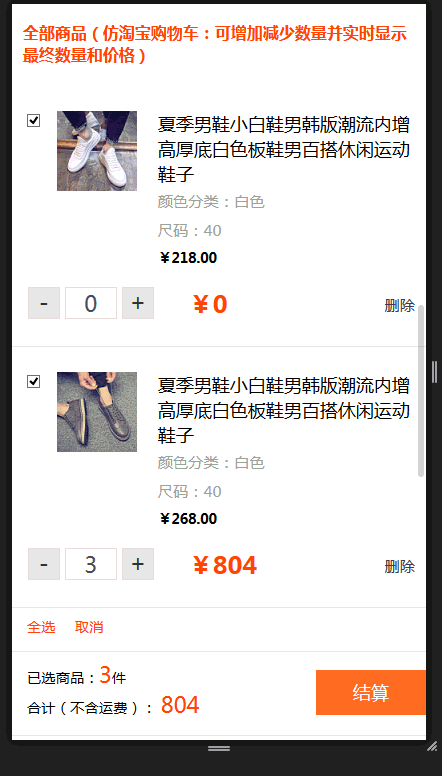 全部商品（仿淘宝购物车：可增加减少数量并实时显示
最终数量和价格）
夏季男鞋小白鞋男韩版潮流内增
高厚底白色板鞋男百搭休闲运动
鞋子
颜色分类：白色
尺码：40
￥218.00
- 0 + ￥0 删除
夏季男鞋小白鞋男韩版潮流内增
高厚底白色板鞋男百搭休闲运动
鞋子
颜色分类：白色
尺码：40
￥268.00
- 3 + ￥804 删除
全选 取消
已选商品：3件
合计（不含运费）：804
结算